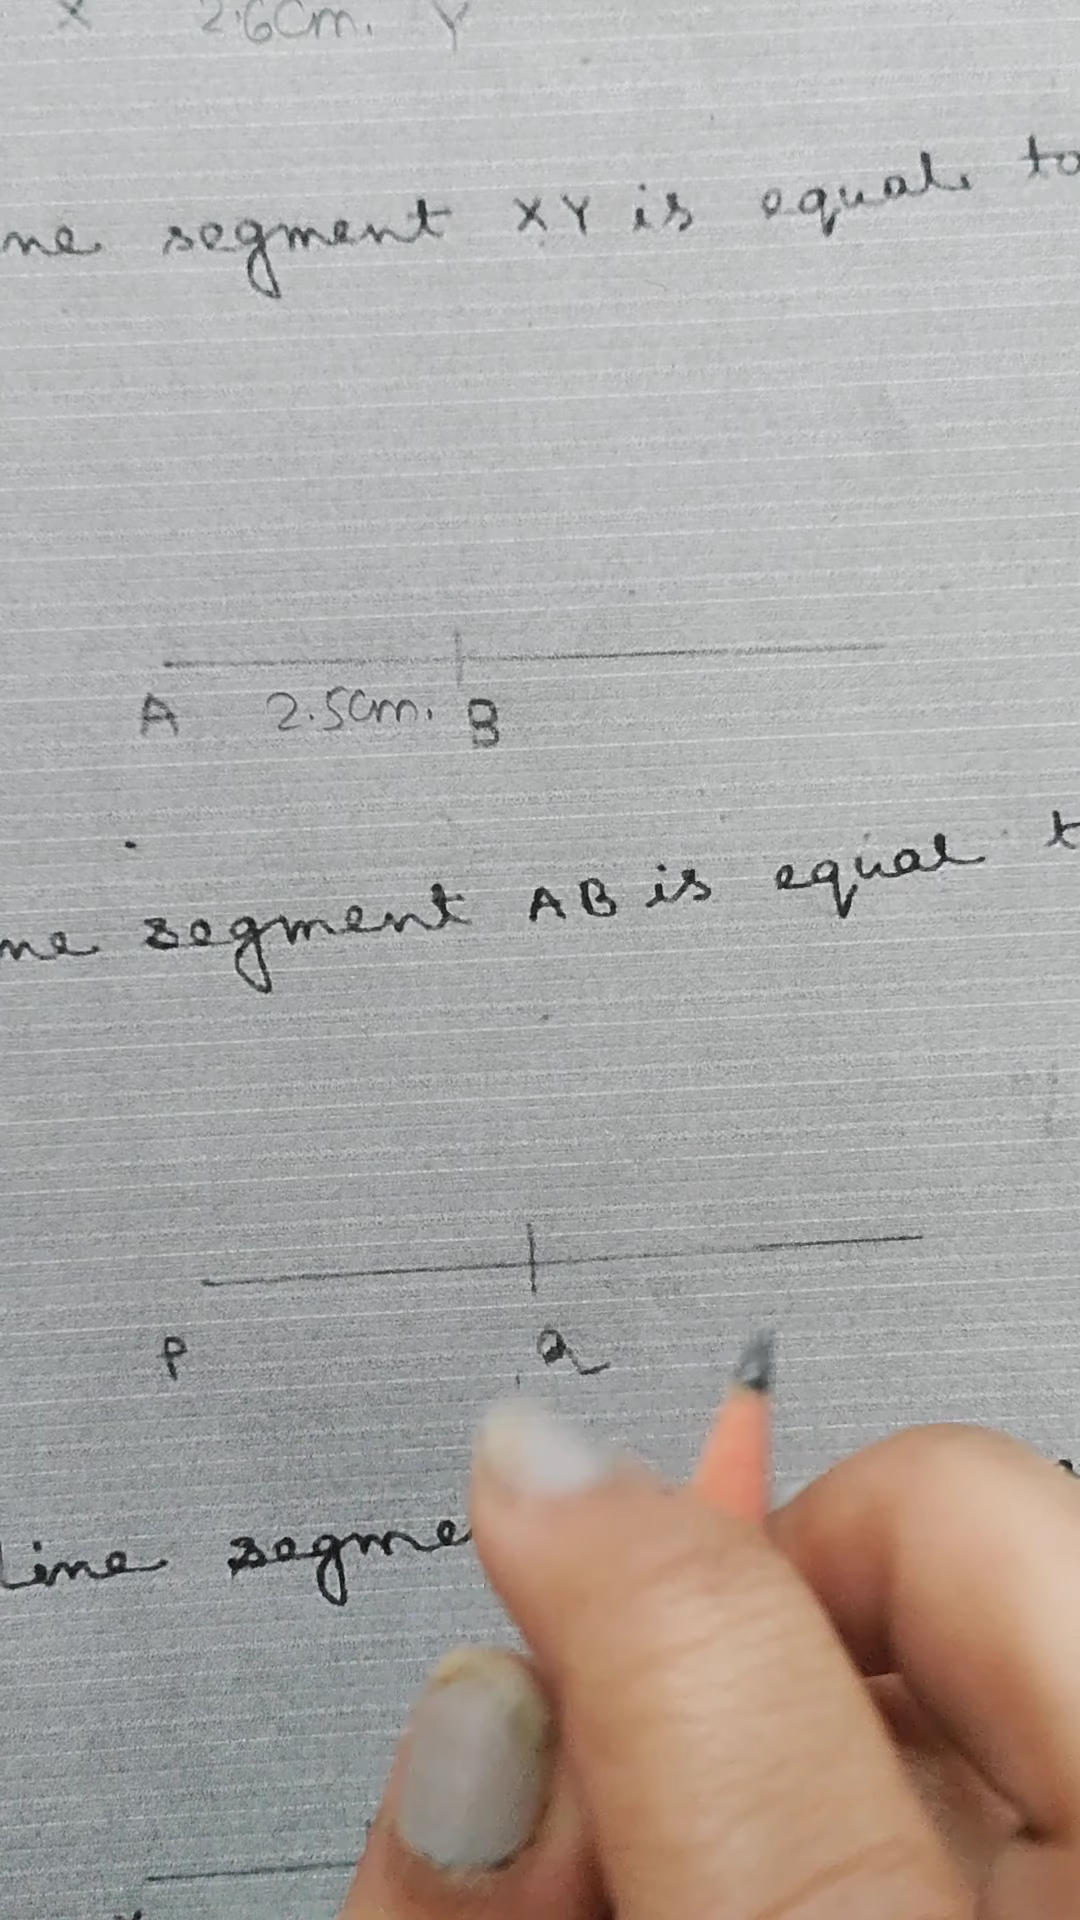 X 2.6Cm. Y
ne segment XY is equal to
A 2.5cm. B
ne segment AB is equal t
P Q
Line segme